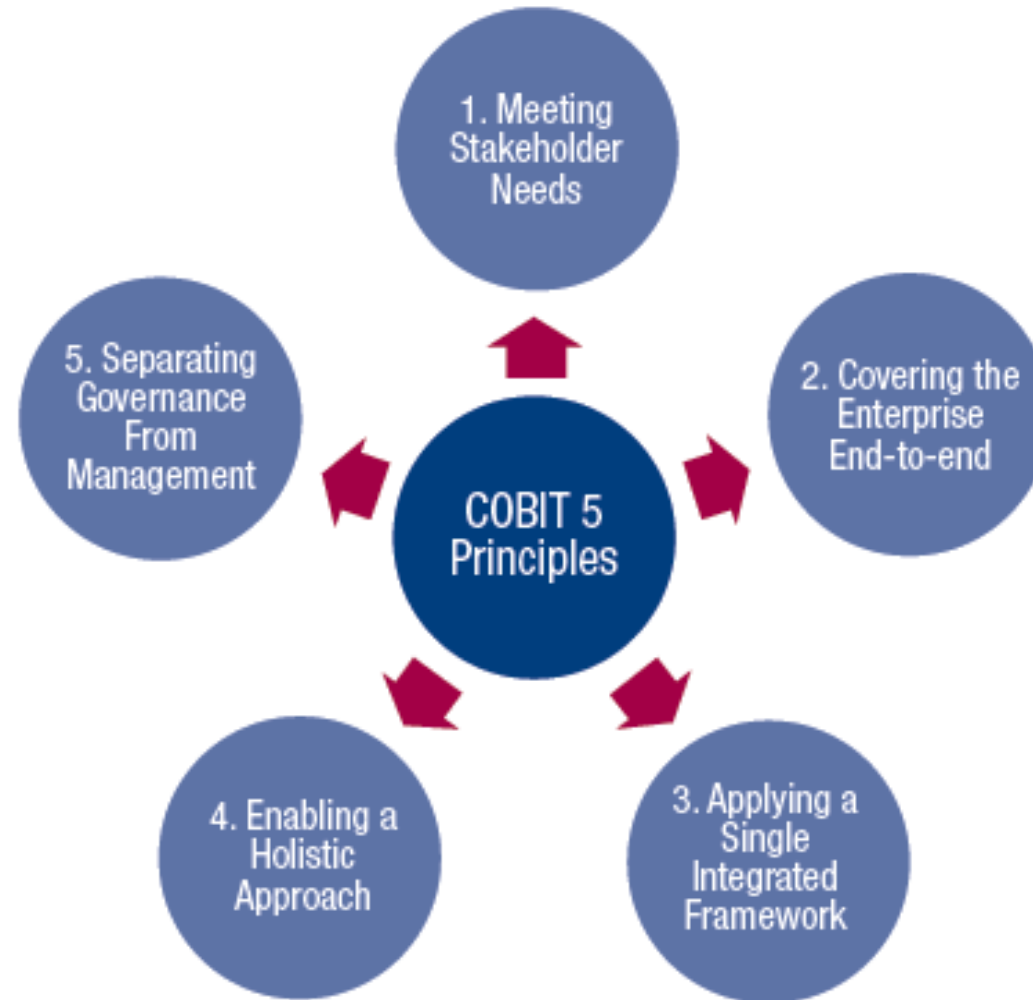 1. Meeting
Stakeholder
Needs
2. Covering the
Enterprise
End-to-end
3. Applying a
Single
Integrated
Framework
4. Enabling a
Holistic
Approach
5. Separating
Governance
From
Management
COBIT 5
Principles